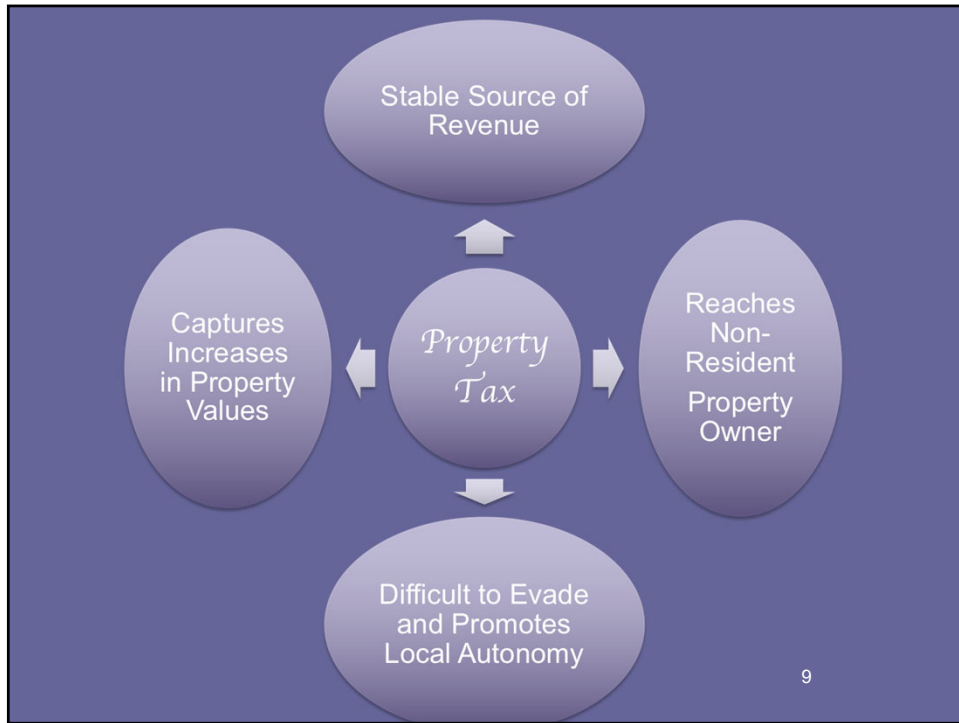 Stable Source of
Revenue
Captures
Increases
in Property
Values
Property
Tax
Reaches
Non-
Resident
Property
Owner
Difficult to Evade
and Promotes
Local Autonomy
9